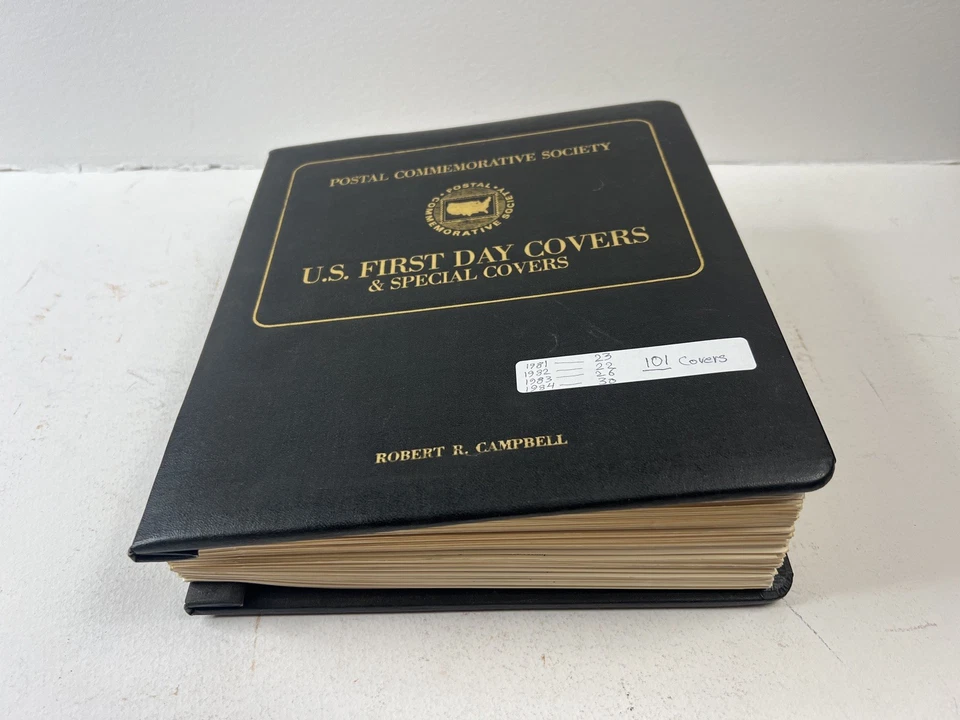 POSTAL COMMEMORATIVE SOCIETY
POSTAL
COMMEMORATIVE SOCIETY
U.S. FIRST DAY COVERS
& SPECIAL COVERS
1981 — 23
1982 — 22
1983 — 26
1984 — 30
101 Covers
ROBERT R. CAMPBELL